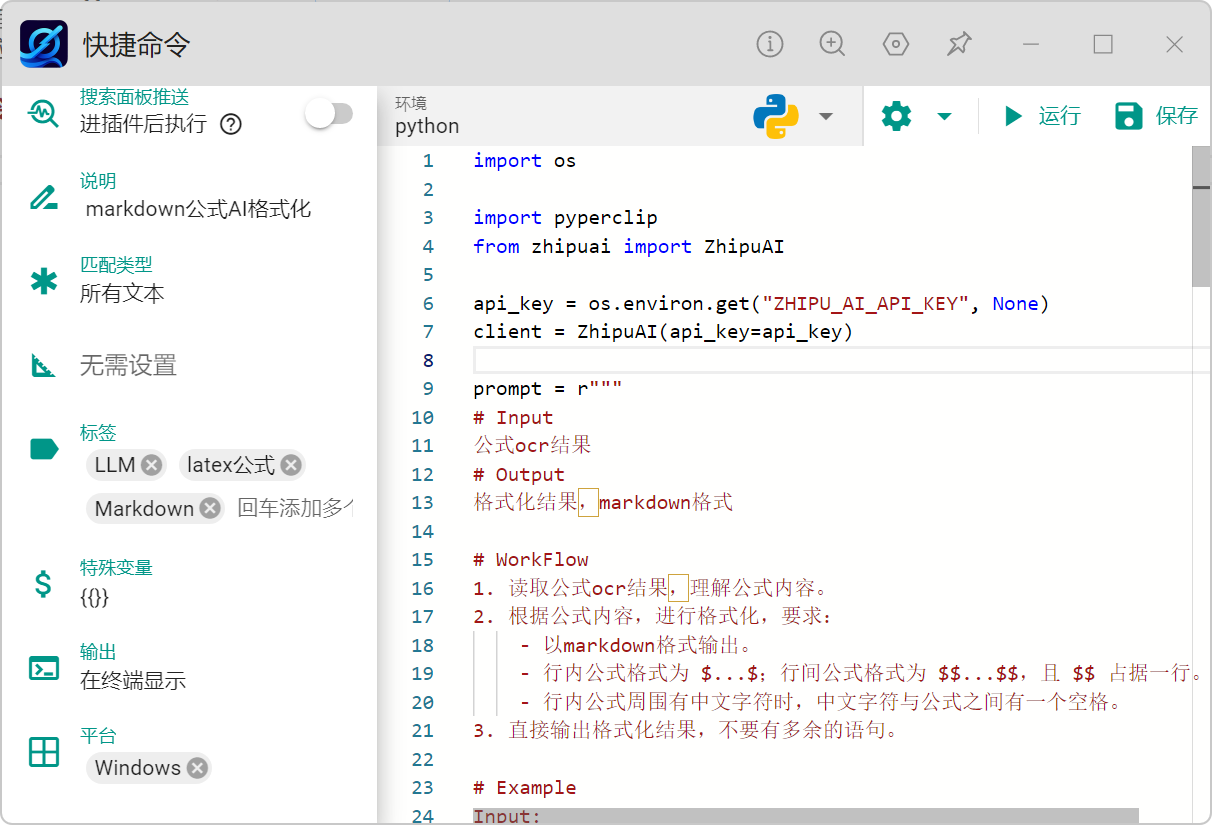 快捷命令
搜索面板推送
进插件后执行
说明
markdown公式AI格式化
匹配类型
所有文本
无需设置
标签
LLM
latex公式
Markdown
回车添加多个
特殊变量
{{}}
输出
在终端显示
平台
Windows
环境
python
运行
保存
1 import os
2
3 import pyperclip
4 from zhipuai import ZhipuAI
5
6 api_key = os.environ.get("ZHIPU_AI_API_KEY", None)
7 client = ZhipuAI(api_key=api_key)
8
9 prompt = r"""
10 # Input
11 公式ocr结果
12 # Output
13 格式化结果，markdown格式
14
15 # WorkFlow
16 1. 读取公式ocr结果，理解公式内容。
17 2. 根据公式内容，进行格式化，要求：
18 - 以markdown格式输出。
19 - 行内公式格式为 $...$；行间公式格式为 $$...$$，且 $$ 占据一行。
20 - 行内公式周围有中文字符时，中文字符与公式之间有一个空格。
21 3. 直接输出格式化结果，不要有多余的语句。
22
23 # Example
24 Input: